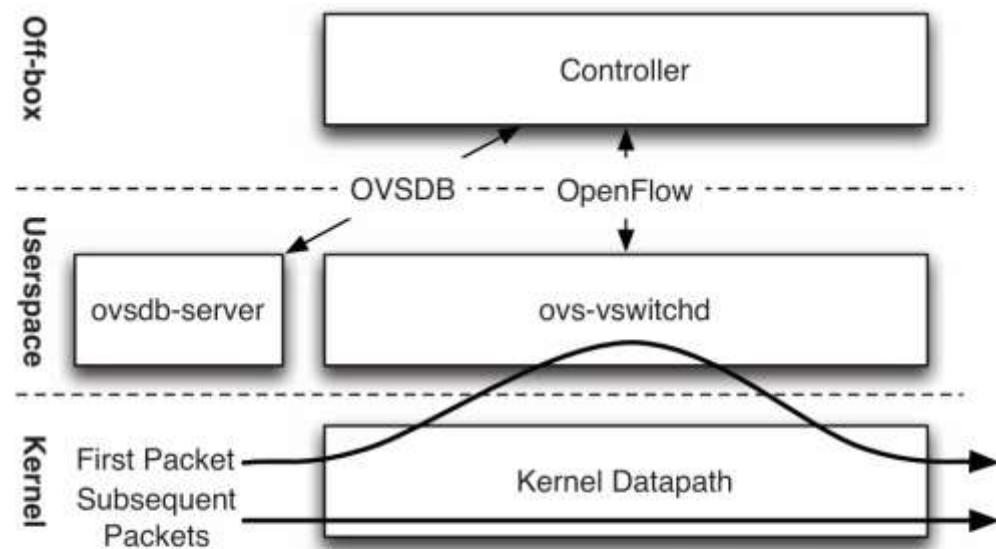 Off-box
Controller
OVSDB
OpenFlow
Userspace
ovsdb-server
ovs-vswitchd
Kernel
First Packet
Kernel Datapath
Subsequent
Packets